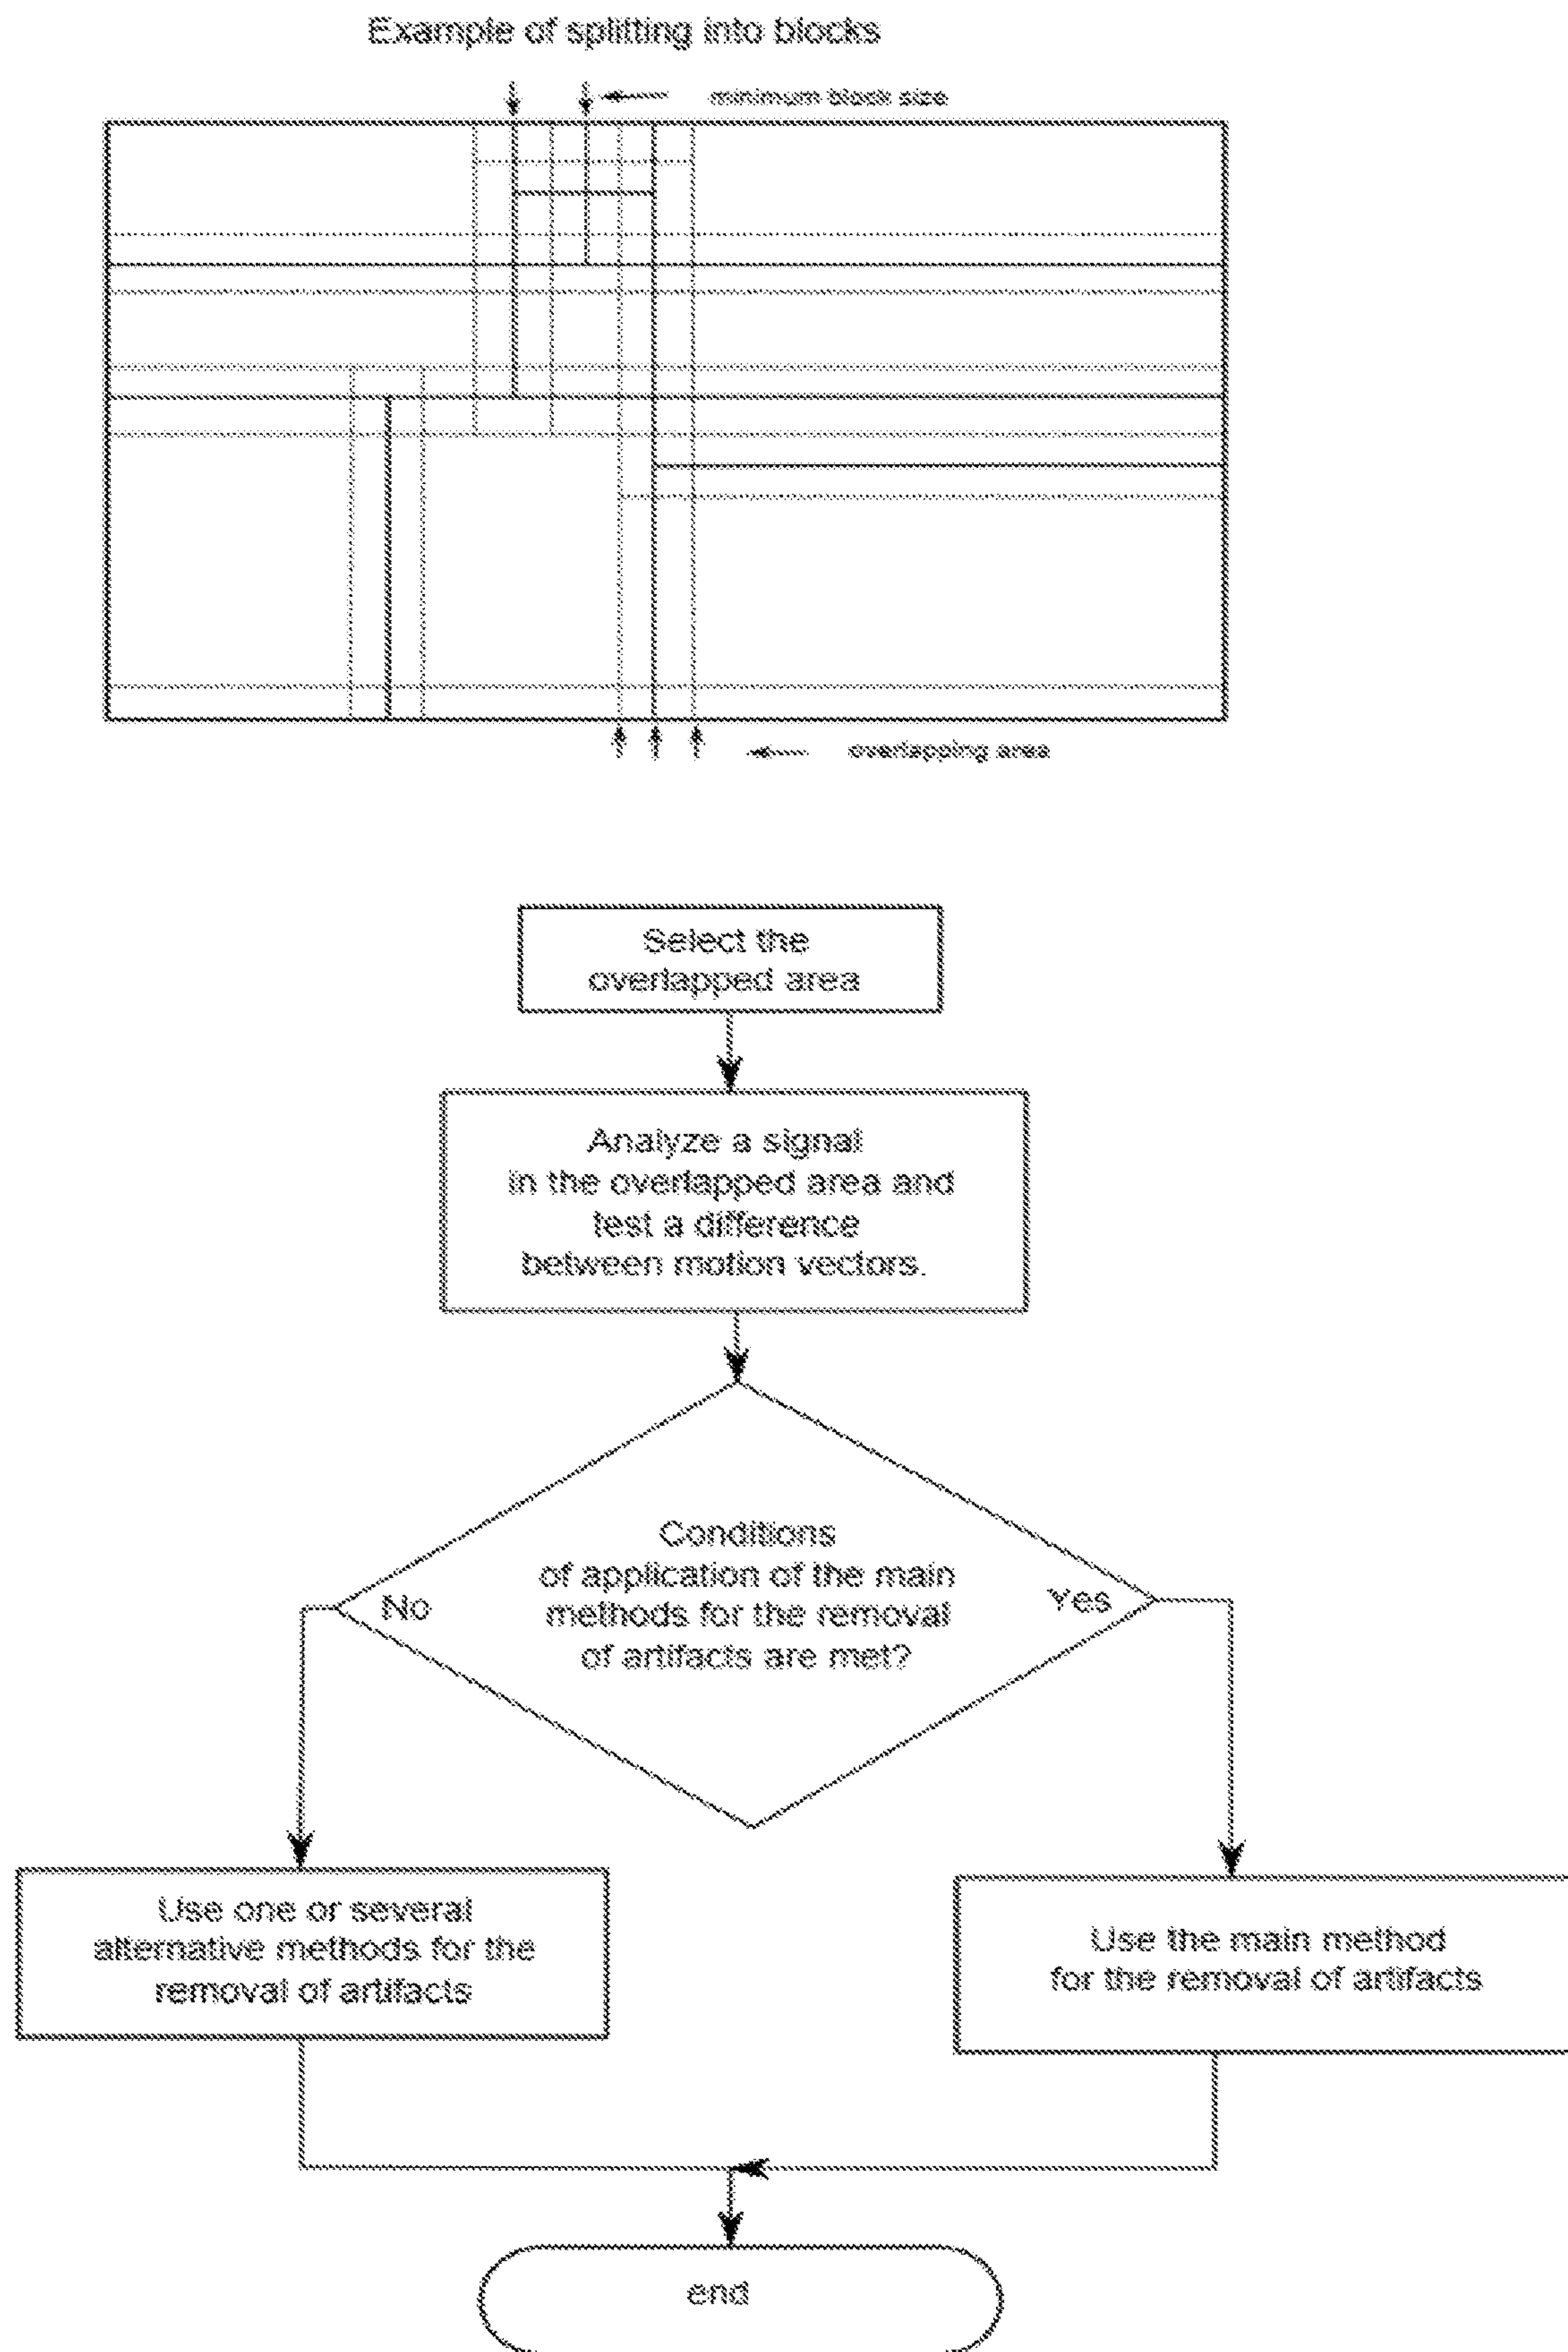 Example of splitting into blocks
minimum block size
overlapping area
Select the
overlapped area
Analyze a signal
in the overlapped area and
test a difference
between motion vectors.
Conditions
of application of the main
methods for the removal
of artifacts are met?
No
Yes
Use one or several
alternative methods for the
removal of artifacts
Use the main method
for the removal of artifacts
end